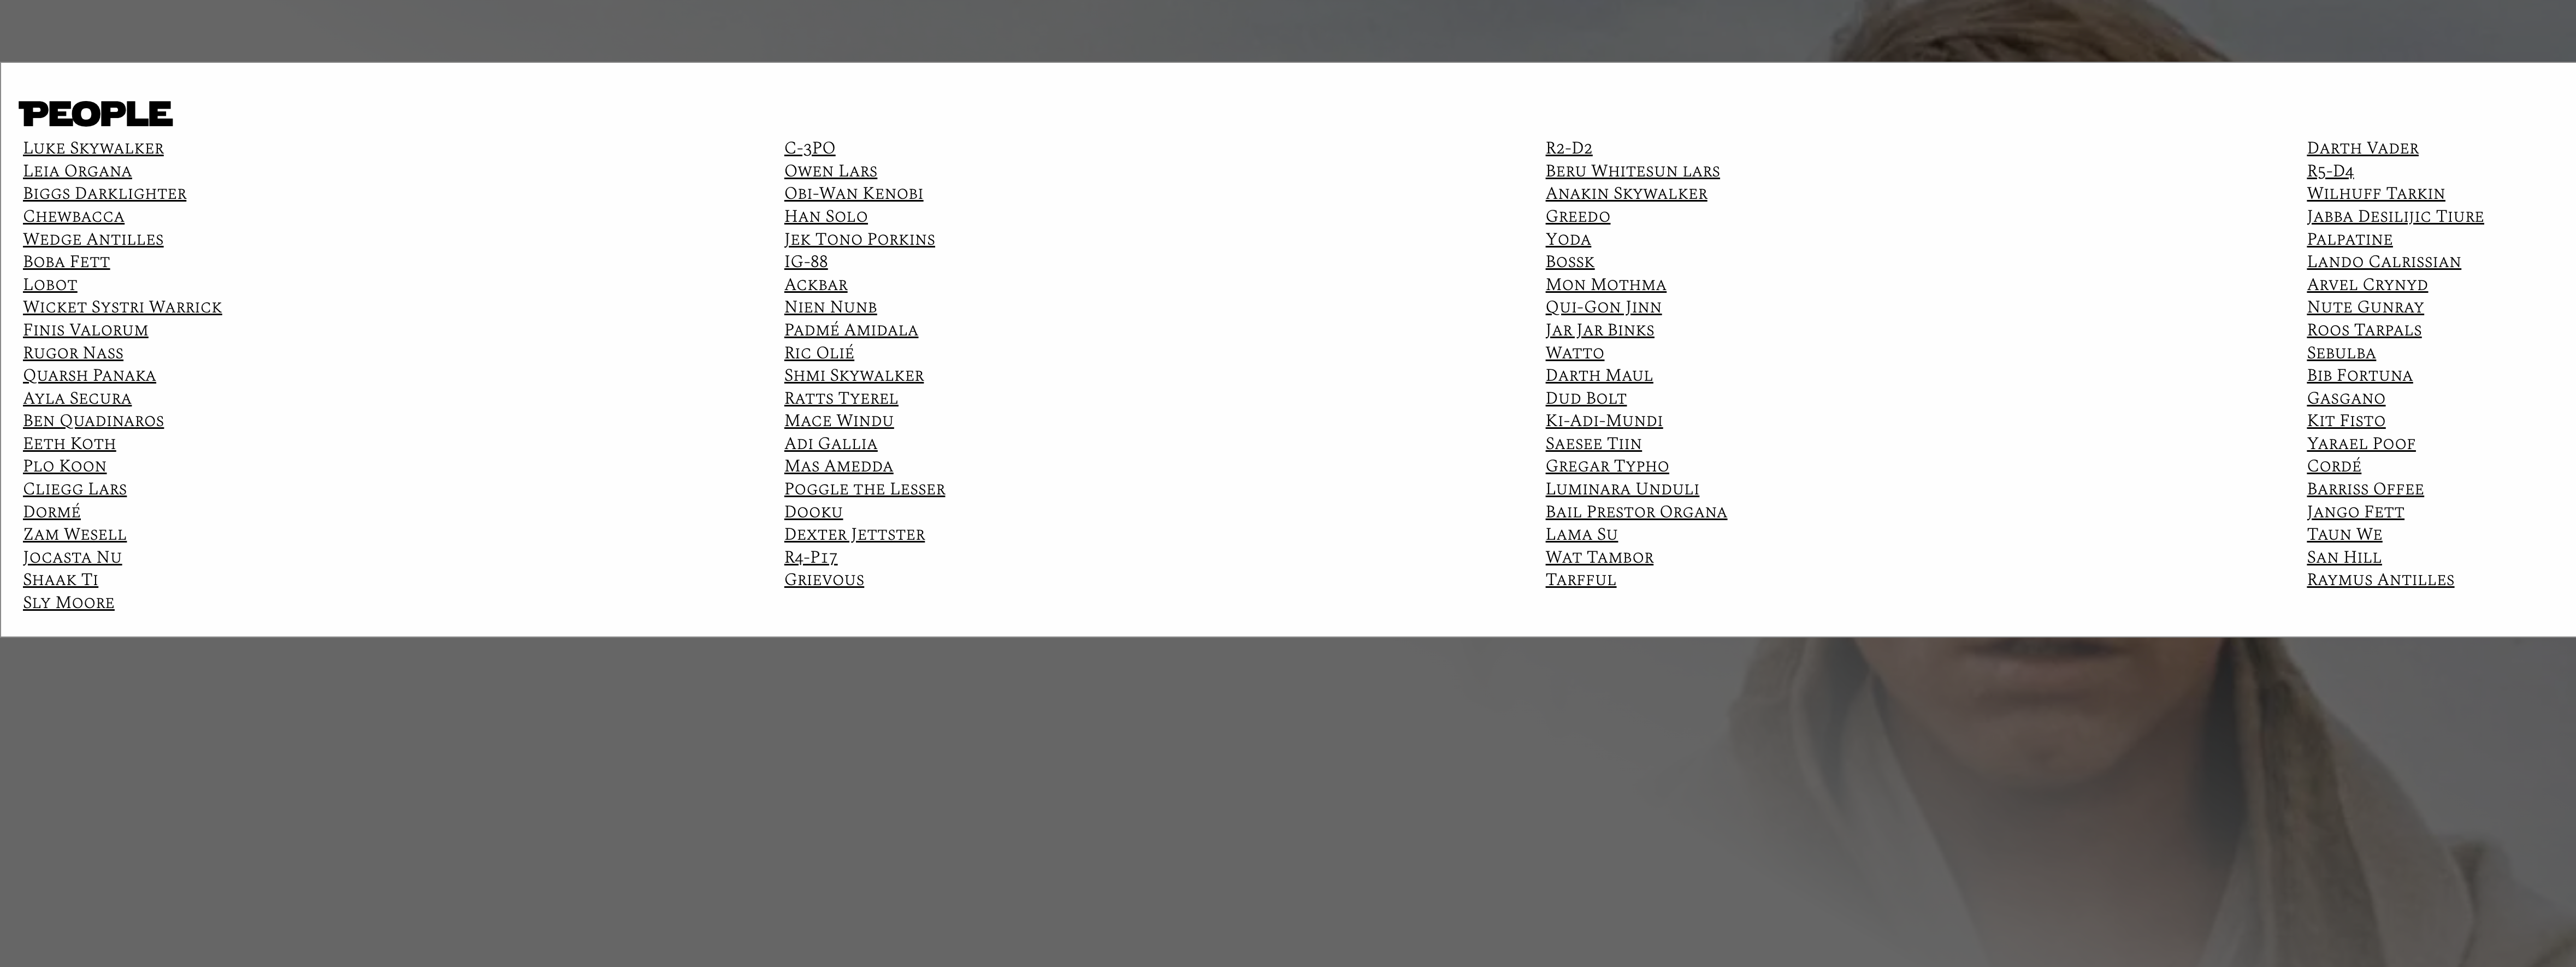 PEOPLE
Luke Skywalker
C-3PO
R2-D2
Darth Vader
Leia Organa
Owen Lars
Beru Whitesun lars
R5-D4
Biggs Darklighter
Obi-Wan Kenobi
Anakin Skywalker
Wilhuff Tarkin
Chewbacca
Han Solo
Greedo
Jabba Desilijic Tiure
Wedge Antilles
Jek Tono Porkins
Yoda
Palpatine
Boba Fett
IG-88
Bossk
Lando Calrissian
Lobot
Ackbar
Mon Mothma
Arvel Crynyd
Wicket Systri Warrick
Nien Nunb
Qui-Gon Jinn
Nute Gunray
Finis Valorum
Padmé Amidala
Jar Jar Binks
Roos Tarpals
Rugor Nass
Ric Olié
Watto
Sebulba
Quarsh Panaka
Shmi Skywalker
Darth Maul
Bib Fortuna
Ayla Secura
Ratts Tyerel
Dud Bolt
Gasgano
Ben Quadinaros
Mace Windu
Ki-Adi-Mundi
Kit Fisto
Eeth Koth
Adi Gallia
Saesee Tiin
Yarael Poof
Plo Koon
Mas Amedda
Gregar Typho
Cordé
Cliegg Lars
Poggle the Lesser
Luminara Unduli
Barriss Offee
Dormé
Dooku
Bail Prestor Organa
Jango Fett
Zam Wesell
Dexter Jettster
Lama Su
Taun We
Jocasta Nu
R4-P17
Wat Tambor
San Hill
Shaak Ti
Grievous
Tarfful
Raymus Antilles
Sly Moore